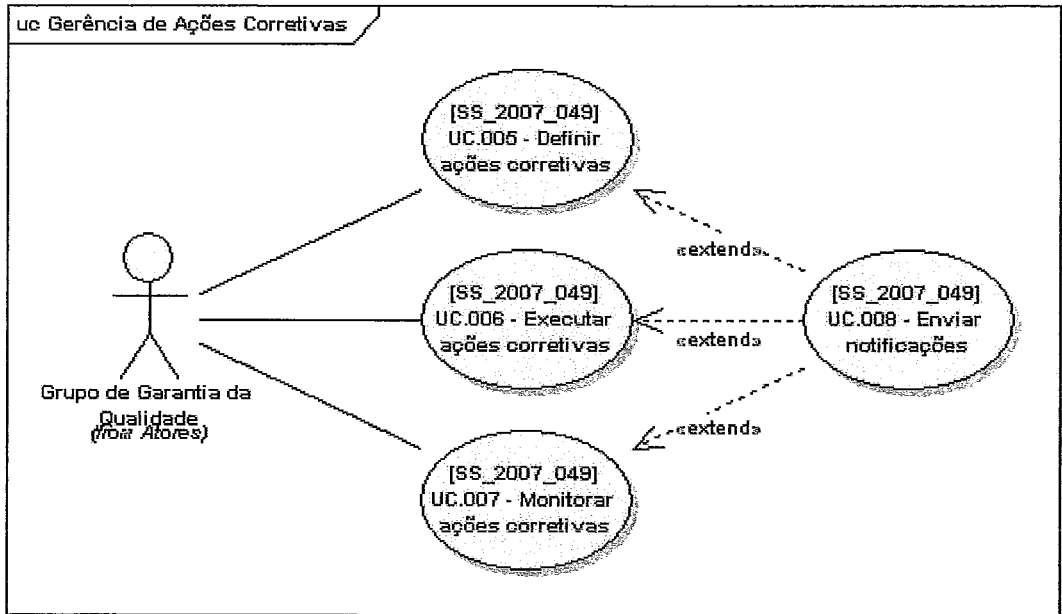 uc Gerência de Ações Corretivas
[SS_2007_049]
UC.005 - Definir
ações corretivas
«extend»
[SS_2007_049]
UC.006 - Executar
ações corretivas
«extend»
[SS_2007_049]
UC.008 - Enviar
notificações
Grupo de Garantia da
Qualidade
(from Atores)
«extend»
[SS_2007_049]
UC.007 - Monitorar
ações corretivas